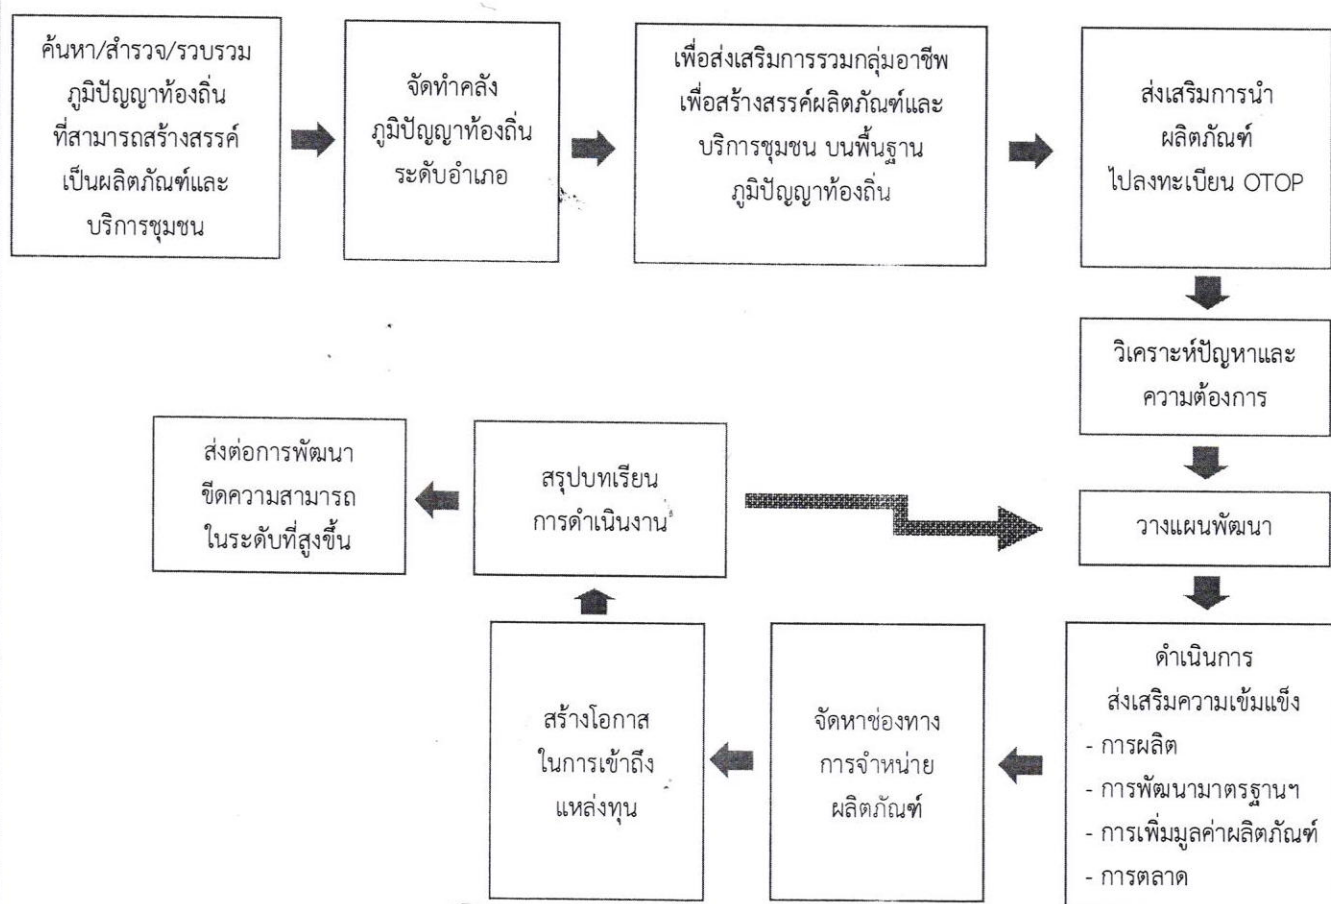 ค้นหา/สำรวจ/รวบรวม
ภูมิปัญญาท้องถิ่น
ที่สามารถสร้างสรรค์
เป็นผลิตภัณฑ์และ
บริการชุมชน
จัดทำคลัง
ภูมิปัญญาท้องถิ่น
ระดับอำเภอ
เพื่อส่งเสริมการรวมกลุ่มอาชีพ
เพื่อสร้างสรรค์ผลิตภัณฑ์และ
บริการชุมชน บนพื้นฐาน
ภูมิปัญญาท้องถิ่น
ส่งเสริมการนำ
ผลิตภัณฑ์
ไปลงทะเบียน OTOP
วิเคราะห์ปัญหาและ
ความต้องการ
วางแผนพัฒนา
ดำเนินการ
ส่งเสริมความเข้มแข็ง
- การผลิต
- การพัฒนามาตรฐานฯ
- การเพิ่มมูลค่าผลิตภัณฑ์
- การตลาด
จัดหาช่องทาง
การจำหน่าย
ผลิตภัณฑ์
สร้างโอกาส
ในการเข้าถึง
แหล่งทุน
สรุปบทเรียน
การดำเนินงาน
ส่งต่อการพัฒนา
ขีดความสามารถ
ในระดับที่สูงขึ้น